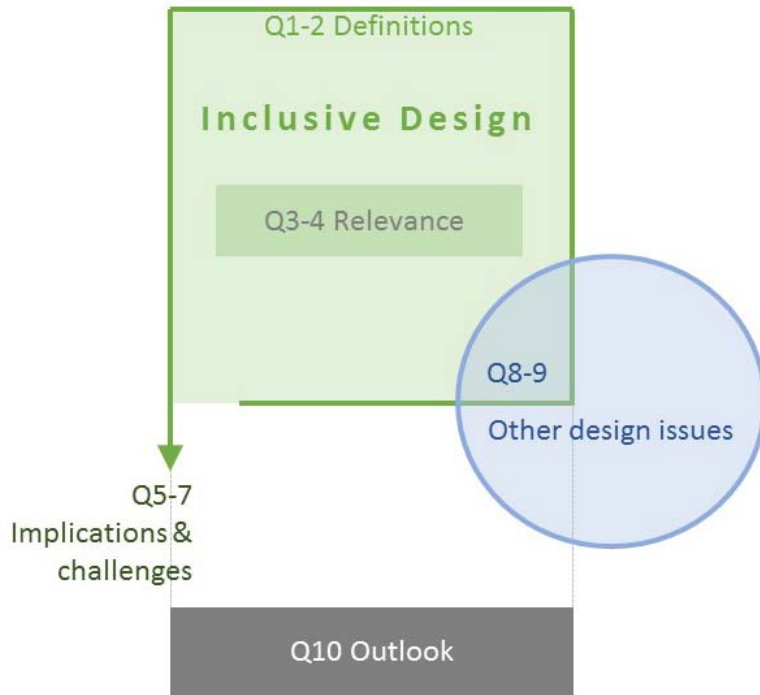 Q1-2 Definitions
Inclusive Design
Q3-4 Relevance
Q8-9
Other design issues
Q5-7
Implications &
challenges
Q10 Outlook